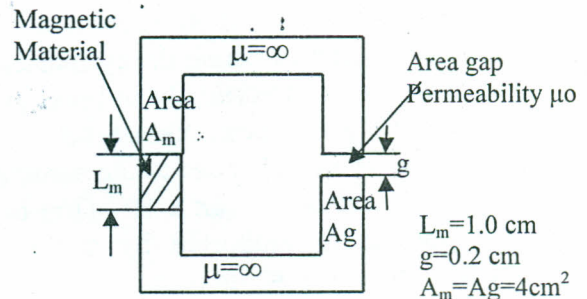 Magnetic
Material
μ=∞
Area gap
Permeability μo
Area
Am
g
Lm
Area
Ag
Lm=1.0 cm
g=0.2 cm
Am=Ag=4cm²
μ=∞